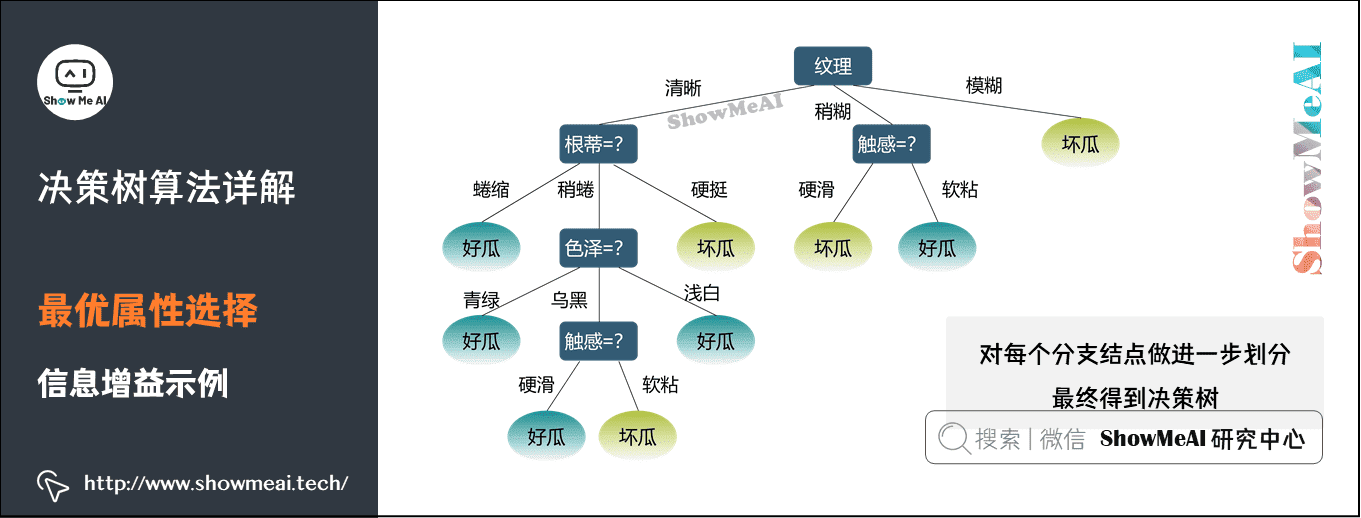 Show Me AI
决策树算法详解
最优属性选择
信息增益示例
http://www.showmeai.tech/
纹理
清晰
稍糊
模糊
ShowMeAI
根蒂=?
触感=?
坏瓜
蜷缩
稍蜷
硬挺
硬滑
软粘
好瓜
色泽=?
坏瓜
坏瓜
好瓜
青绿
乌黑
浅白
好瓜
触感=?
好瓜
硬滑
软粘
好瓜
坏瓜
ShowMeAI
对每个分支结点做进一步划分
最终得到决策树
搜索 | 微信 ShowMeAI 研究中心